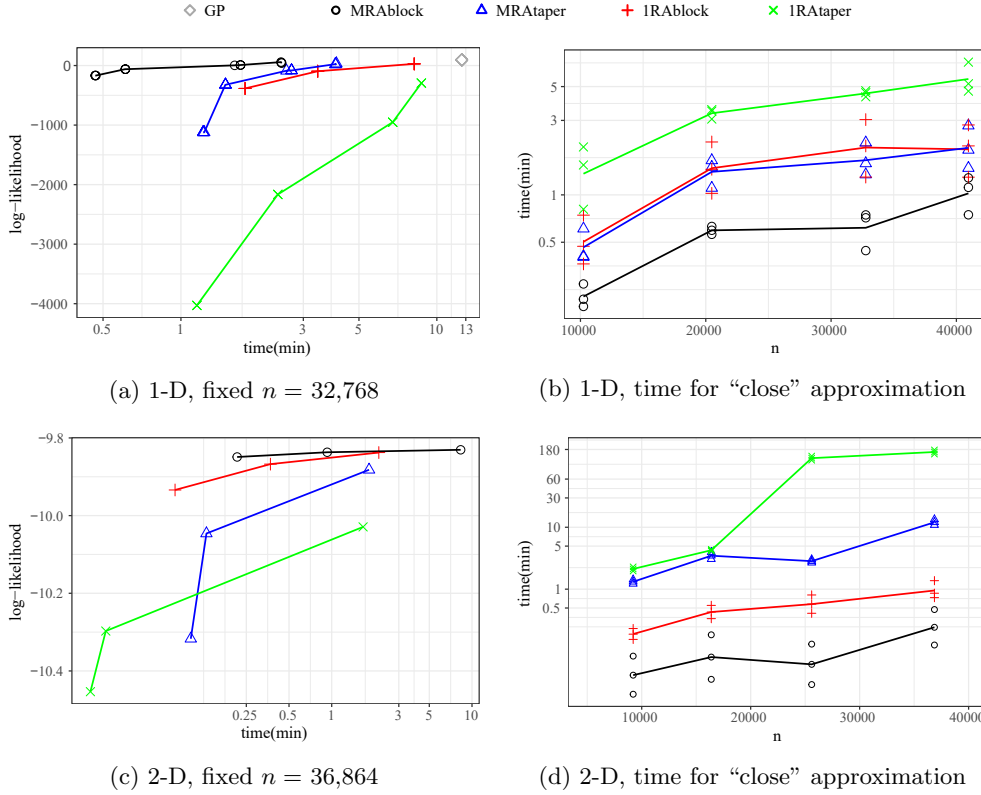 GP MRAblock MRAtaper 1RAblock 1RAtaper
log−likelihood
0
−1000
−2000
−3000
−4000
0.5 1 3 5 10 13
time(min)
(a) 1-D, fixed n = 32,768
time(min)
5
3
1
0.5
10000 20000 30000 40000
n
(b) 1-D, time for “close” approximation
log−likelihood
−9.8
−10.0
−10.2
−10.4
0.25 0.5 1 3 5 10
time(min)
(c) 2-D, fixed n = 36,864
time(min)
180
60
30
10
5
1
0.5
10000 20000 30000 40000
n
(d) 2-D, time for “close” approximation